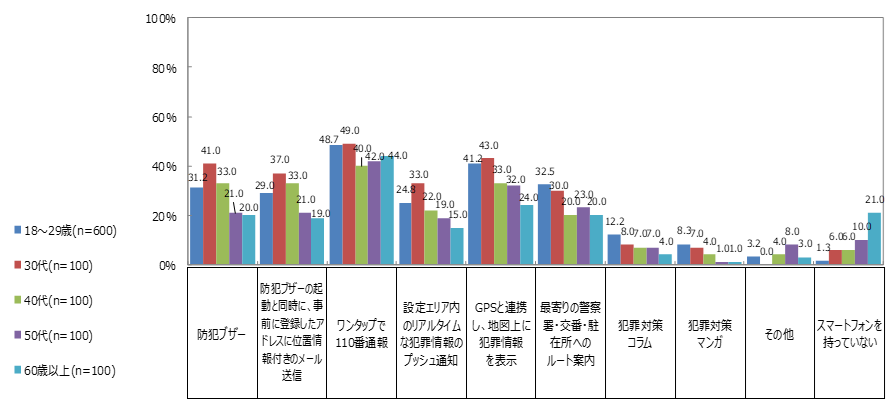 100%
80%
60%
40%
20%
0%
31.2
41.0
33.0
21.0
20.0
29.0
37.0
33.0
21.0
19.0
48.7
49.0
40.0
42.0
44.0
24.8
33.0
22.0
19.0
15.0
41.2
43.0
33.0
32.0
24.0
32.5
30.0
20.0
23.0
20.0
12.2
8.0
7.0
7.0
4.0
8.3
7.0
4.0
1.0
1.0
3.2
0.0
4.0
8.0
3.0
1.3
6.0
6.0
10.0
21.0
18～29歳(n=600)
30代(n=100)
40代(n=100)
50代(n=100)
60歳以上(n=100)
防犯ブザー
防犯ブザーの起
動と同時に、事
前に登録したア
ドレスに位置情
報付きのメール
送信
ワンタップで
110番通報
設定エリア内
のリアルタイム
な犯罪情報の
プッシュ通知
GPSと連携
し、地図上に
犯罪情報
を表示
最寄りの警察
署・交番・駐
在所への
ルート案内
犯罪対策
コラム
犯罪対策
マンガ
その他
スマートフォンを
持っていない